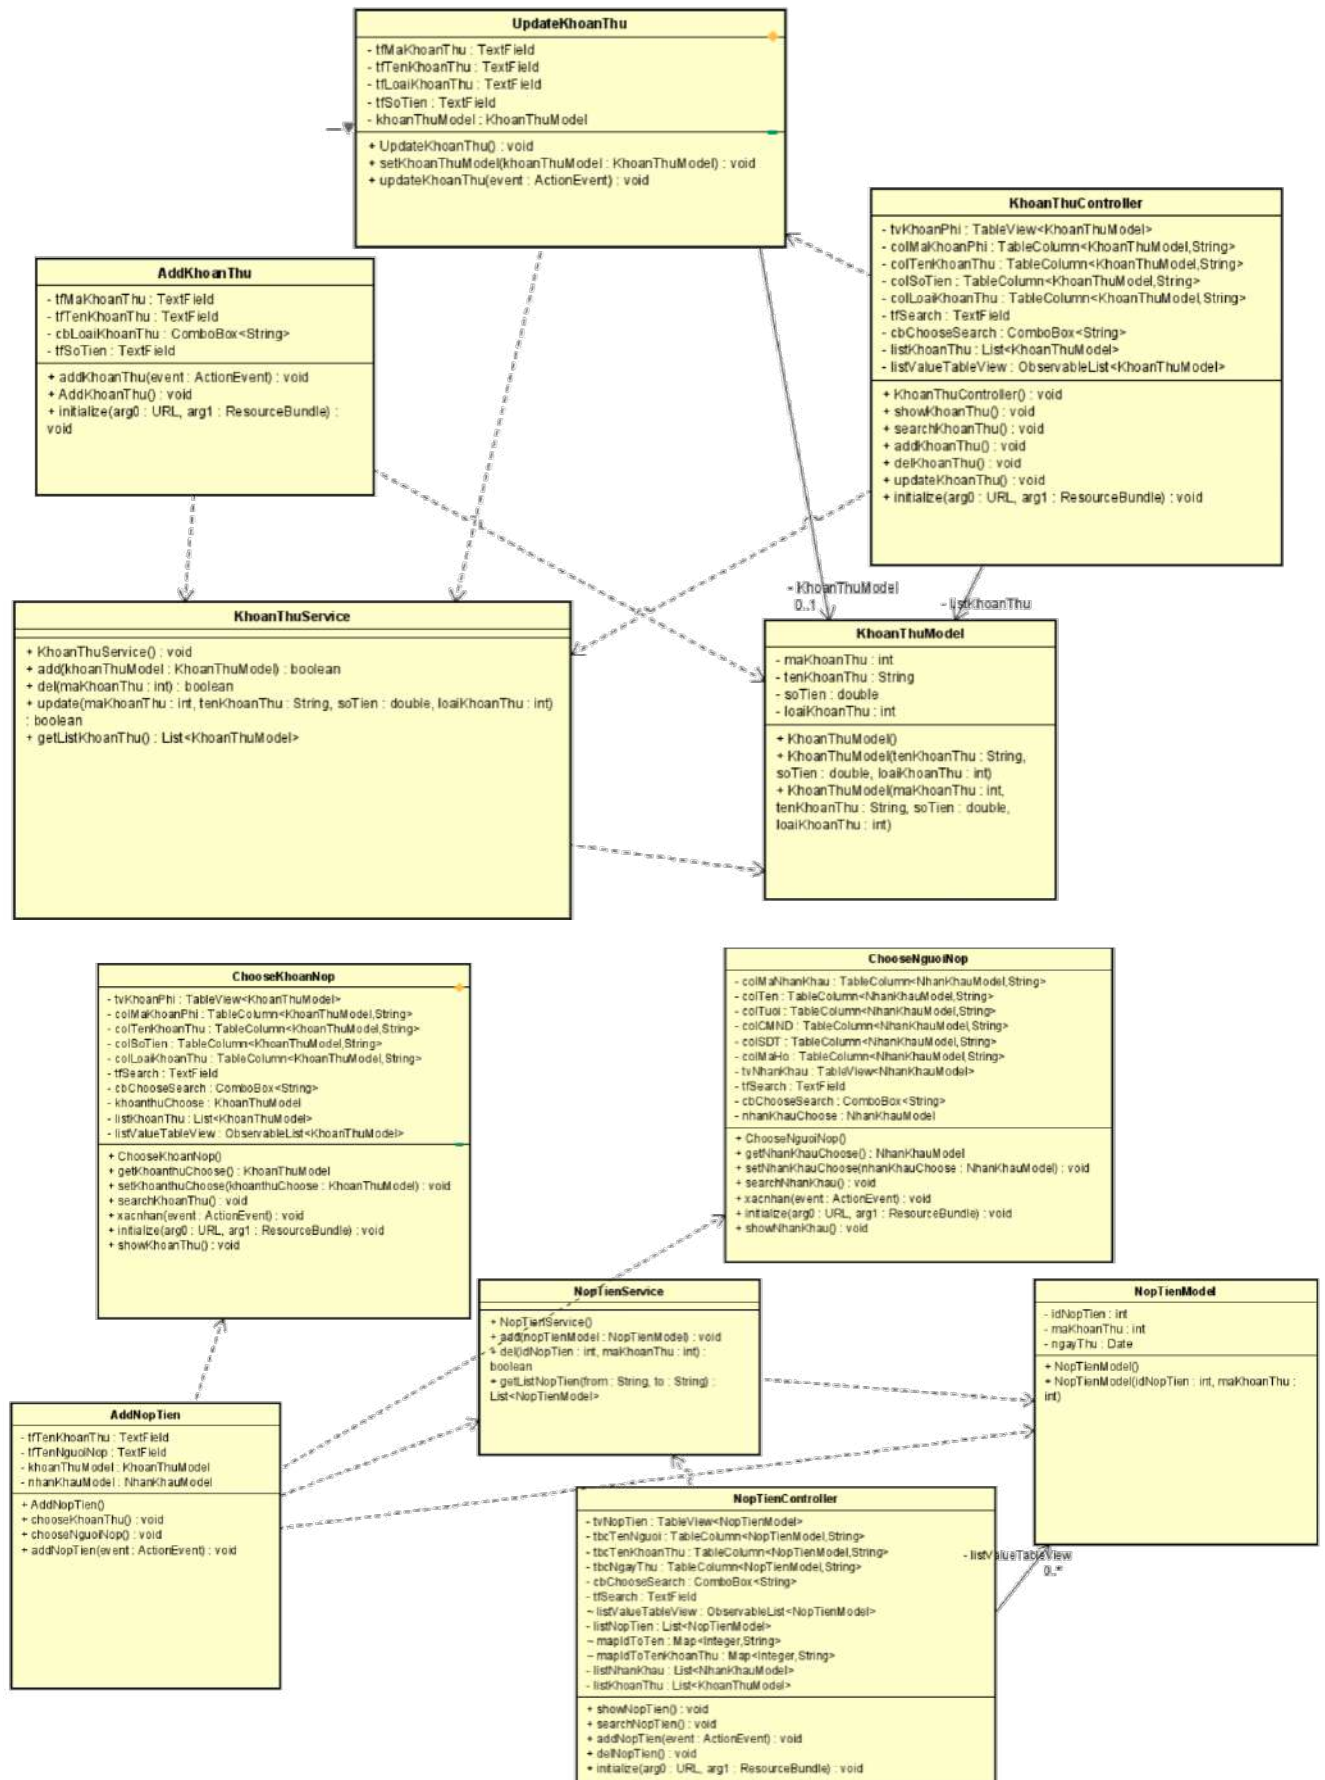 UpdateKhoanThu
- tfMaKhoanThu : TextField
- tfTenKhoanThu : TextField
- tfLoaiKhoanThu : TextField
- tfSoTien : TextField
- khoanThuModel : KhoanThuModel
+ UpdateKhoanThu() : void
+ setKhoanThuModel(khoanThuModel : KhoanThuModel) : void
+ updateKhoanThu(event : ActionEvent) : void
KhoanThuController
- tvKhoanPhi : TableView<KhoanThuModel>
- colMaKhoanPhi : TableColumn<KhoanThuModel,String>
- colTenKhoanThu : TableColumn<KhoanThuModel,String>
- colSoTien : TableColumn<KhoanThuModel,String>
- colLoaiKhoanThu : TableColumn<KhoanThuModel,String>
- tfSearch : TextField
- cbChooseSearch : ComboBox<String>
- listKhoanThu : List<KhoanThuModel>
- listValueTableView : ObservableList<KhoanThuModel>
+ KhoanThuController() : void
+ showKhoanThu() : void
+ searchKhoanThu() : void
+ addKhoanThu() : void
+ delKhoanThu() : void
+ updateKhoanThu() : void
+ initialize(arg0 : URL, arg1 : ResourceBundle) : void
AddKhoanThu
- tfMaKhoanThu : TextField
- tfTenKhoanThu : TextField
- cbLoaiKhoanThu : ComboBox<String>
- tfSoTien : TextField
+ addKhoanThu(event : ActionEvent) : void
+ AddKhoanThu() : void
+ initialize(arg0 : URL, arg1 : ResourceBundle) :
void
- KhoanThuModel
0..1
- listKhoanThu
KhoanThuService
+ KhoanThuService() : void
+ add(khoanThuModel : KhoanThuModel) : boolean
+ del(maKhoanThu : int) : boolean
+ update(maKhoanThu : int, tenKhoanThu : String, soTien : double, loaiKhoanThu : int)
: boolean
+ getListKhoanThu() : List<KhoanThuModel>
KhoanThuModel
- maKhoanThu : int
- tenKhoanThu : String
- soTien : double
- loaiKhoanThu : int
+ KhoanThuModel()
+ KhoanThuModel(tenKhoanThu : String,
soTien : double, loaiKhoanThu : int)
+ KhoanThuModel(maKhoanThu : int,
tenKhoanThu : String, soTien : double,
loaiKhoanThu : int)
ChooseKhoanNop
- tvKhoanPhi : TableView<KhoanThuModel>
- colMaKhoanPhi : TableColumn<KhoanThuModel,String>
- colTenKhoanThu : TableColumn<KhoanThuModel,String>
- colSoTien : TableColumn<KhoanThuModel,String>
- colLoaiKhoanThu : TableColumn<KhoanThuModel,String>
- tfSearch : TextField
- cbChooseSearch : ComboBox<String>
- khoanthuChoose : KhoanThuModel
- listKhoanThu : List<KhoanThuModel>
- listValueTableView : ObservableList<KhoanThuModel>
+ ChooseKhoanNop()
+ getKhoanthuChoose() : KhoanThuModel
+ setKhoanthuChoose(khoanthuChoose : KhoanThuModel) : void
+ searchKhoanThu() : void
+ xacnhan(event : ActionEvent) : void
+ initialize(arg0 : URL, arg1 : ResourceBundle) : void
+ showKhoanThu() : void
ChooseNguoiNop
- colMaNhanKhau : TableColumn<NhanKhauModel,String>
- colTen : TableColumn<NhanKhauModel,String>
- colTuoi : TableColumn<NhanKhauModel,String>
- colCMND : TableColumn<NhanKhauModel,String>
- colSDT : TableColumn<NhanKhauModel,String>
- colMaHo : TableColumn<NhanKhauModel,String>
- tvNhanKhau : TableView<NhanKhauModel>
- tfSearch : TextField
- cbChooseSearch : ComboBox<String>
- nhanKhauChoose : NhanKhauModel
+ ChooseNguoiNop()
+ getNhanKhauChoose() : NhanKhauModel
+ setNhanKhauChoose(nhanKhauChoose : NhanKhauModel) : void
+ searchNhanKhau() : void
+ xacnhan(event : ActionEvent) : void
+ initialize(arg0 : URL, arg1 : ResourceBundle) : void
+ showNhanKhau() : void
NopTienService
+ NopTienService()
+ add(nopTienModel : NopTienModel) : void
+ del(idNopTien : int, maKhoanThu : int) :
boolean
+ getListNopTien(from : String, to : String) :
List<NopTienModel>
NopTienModel
- idNopTien : int
- maKhoanThu : int
- ngayThu : Date
+ NopTienModel()
+ NopTienModel(idNopTien : int, maKhoanThu :
int)
AddNopTien
- tfTenKhoanThu : TextField
- tfTenNguoiNop : TextField
- khoanThuModel : KhoanThuModel
- nhanKhauModel : NhanKhauModel
+ AddNopTien()
+ chooseKhoanThu() : void
+ chooseNguoiNop() : void
+ addNopTien(event : ActionEvent) : void
NopTienController
- tvNopTien : TableView<NopTienModel>
- tbcTenNguoi : TableColumn<NopTienModel,String>
- tbcTenKhoanThu : TableColumn<NopTienModel,String>
- tbcNgayThu : TableColumn<NopTienModel,String>
- cbChooseSearch : ComboBox<String>
- tfSearch : TextField
~ listValueTableView : ObservableList<NopTienModel>
- listNopTien : List<NopTienModel>
~ mapIdToTen : Map<Integer,String>
~ mapIdToTenKhoanThu : Map<Integer,String>
- listNhanKhau : List<NhanKhauModel>
- listKhoanThu : List<KhoanThuModel>
+ showNopTien() : void
+ searchNopTien() : void
+ addNopTien(event : ActionEvent) : void
+ delNopTien() : void
+ initialize(arg0 : URL, arg1 : ResourceBundle) : void
- listValueTableView
0..*